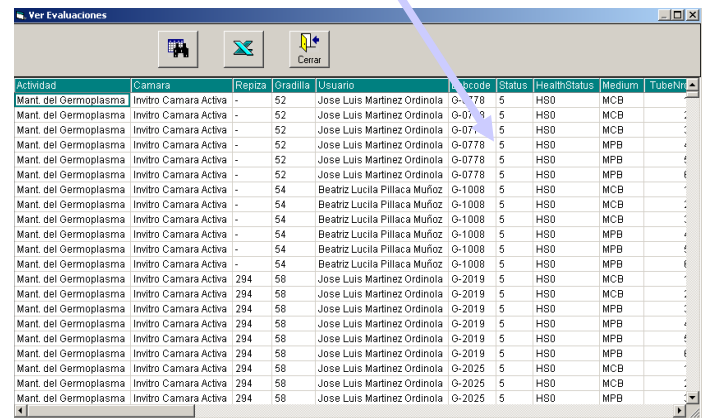 Ver Evaluaciones
Cerrar
Actividad Camara Repiza Gradilla Usuario Status HealthStatus Medium
Mant. del Germoplasma Invitro Camara Activa - 52 Jose Luis Martinez Ordinola G-0778 5 HS0 MCB
Mant. del Germoplasma Invitro Camara Activa - 52 Jose Luis Martinez Ordinola 5 HS0 MCB
Mant. del Germoplasma Invitro Camara Activa - 52 Jose Luis Martinez Ordinola 5 HS0 MCB
Mant. del Germoplasma Invitro Camara Activa - 52 Jose Luis Martinez Ordinola G-0778 5 HS0 MPB
Mant. del Germoplasma Invitro Camara Activa - 52 Jose Luis Martinez Ordinola G-0778 5 HS0 MPB
Mant. del Germoplasma Invitro Camara Activa - 52 Jose Luis Martinez Ordinola G-0778 5 HS0 MPB
Mant. del Germoplasma Invitro Camara Activa - 54 Beatriz Lucila Pillaca Muñoz G-1008 5 HS0 MCB
Mant. del Germoplasma Invitro Camara Activa - 54 Beatriz Lucila Pillaca Muñoz G-1008 5 HS0 MCB
Mant. del Germoplasma Invitro Camara Activa - 54 Beatriz Lucila Pillaca Muñoz G-1008 5 HS0 MCB
Mant. del Germoplasma Invitro Camara Activa - 54 Beatriz Lucila Pillaca Muñoz G-1008 5 HS0 MPB
Mant. del Germoplasma Invitro Camara Activa - 54 Beatriz Lucila Pillaca Muñoz G-1008 5 HS0 MPB
Mant. del Germoplasma Invitro Camara Activa - 54 Beatriz Lucila Pillaca Muñoz G-1008 5 HS0 MPB
Mant. del Germoplasma Invitro Camara Activa 294 58 Jose Luis Martinez Ordinola G-2019 5 HS0 MCB
Mant. del Germoplasma Invitro Camara Activa 294 58 Jose Luis Martinez Ordinola G-2019 5 HS0 MCB
Mant. del Germoplasma Invitro Camara Activa 294 58 Jose Luis Martinez Ordinola G-2019 5 HS0 MCB
Mant. del Germoplasma Invitro Camara Activa 294 58 Jose Luis Martinez Ordinola G-2019 5 HS0 MPB
Mant. del Germoplasma Invitro Camara Activa 294 58 Jose Luis Martinez Ordinola G-2019 5 HS0 MPB
Mant. del Germoplasma Invitro Camara Activa 294 58 Jose Luis Martinez Ordinola G-2019 5 HS0 MPB
Mant. del Germoplasma Invitro Camara Activa 294 58 Jose Luis Martinez Ordinola G-2025 5 HS0 MCB
Mant. del Germoplasma Invitro Camara Activa 294 58 Jose Luis Martinez Ordinola G-2025 5 HS0 MCB
Mant. del Germoplasma Invitro Camara Activa 294 58 Jose Luis Martinez Ordinola G-2025 5 HS0 MPB